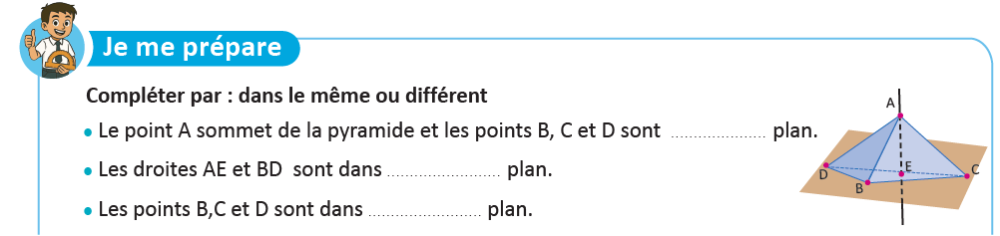 Je me prépare
Compléter par : dans le même ou différent
• Le point A sommet de la pyramide et les points B, C et D sont ..................... plan.
• Les droites AE et BD sont dans ......................... plan.
• Les points B,C et D sont dans ......................... plan.
A
E
C
D
B